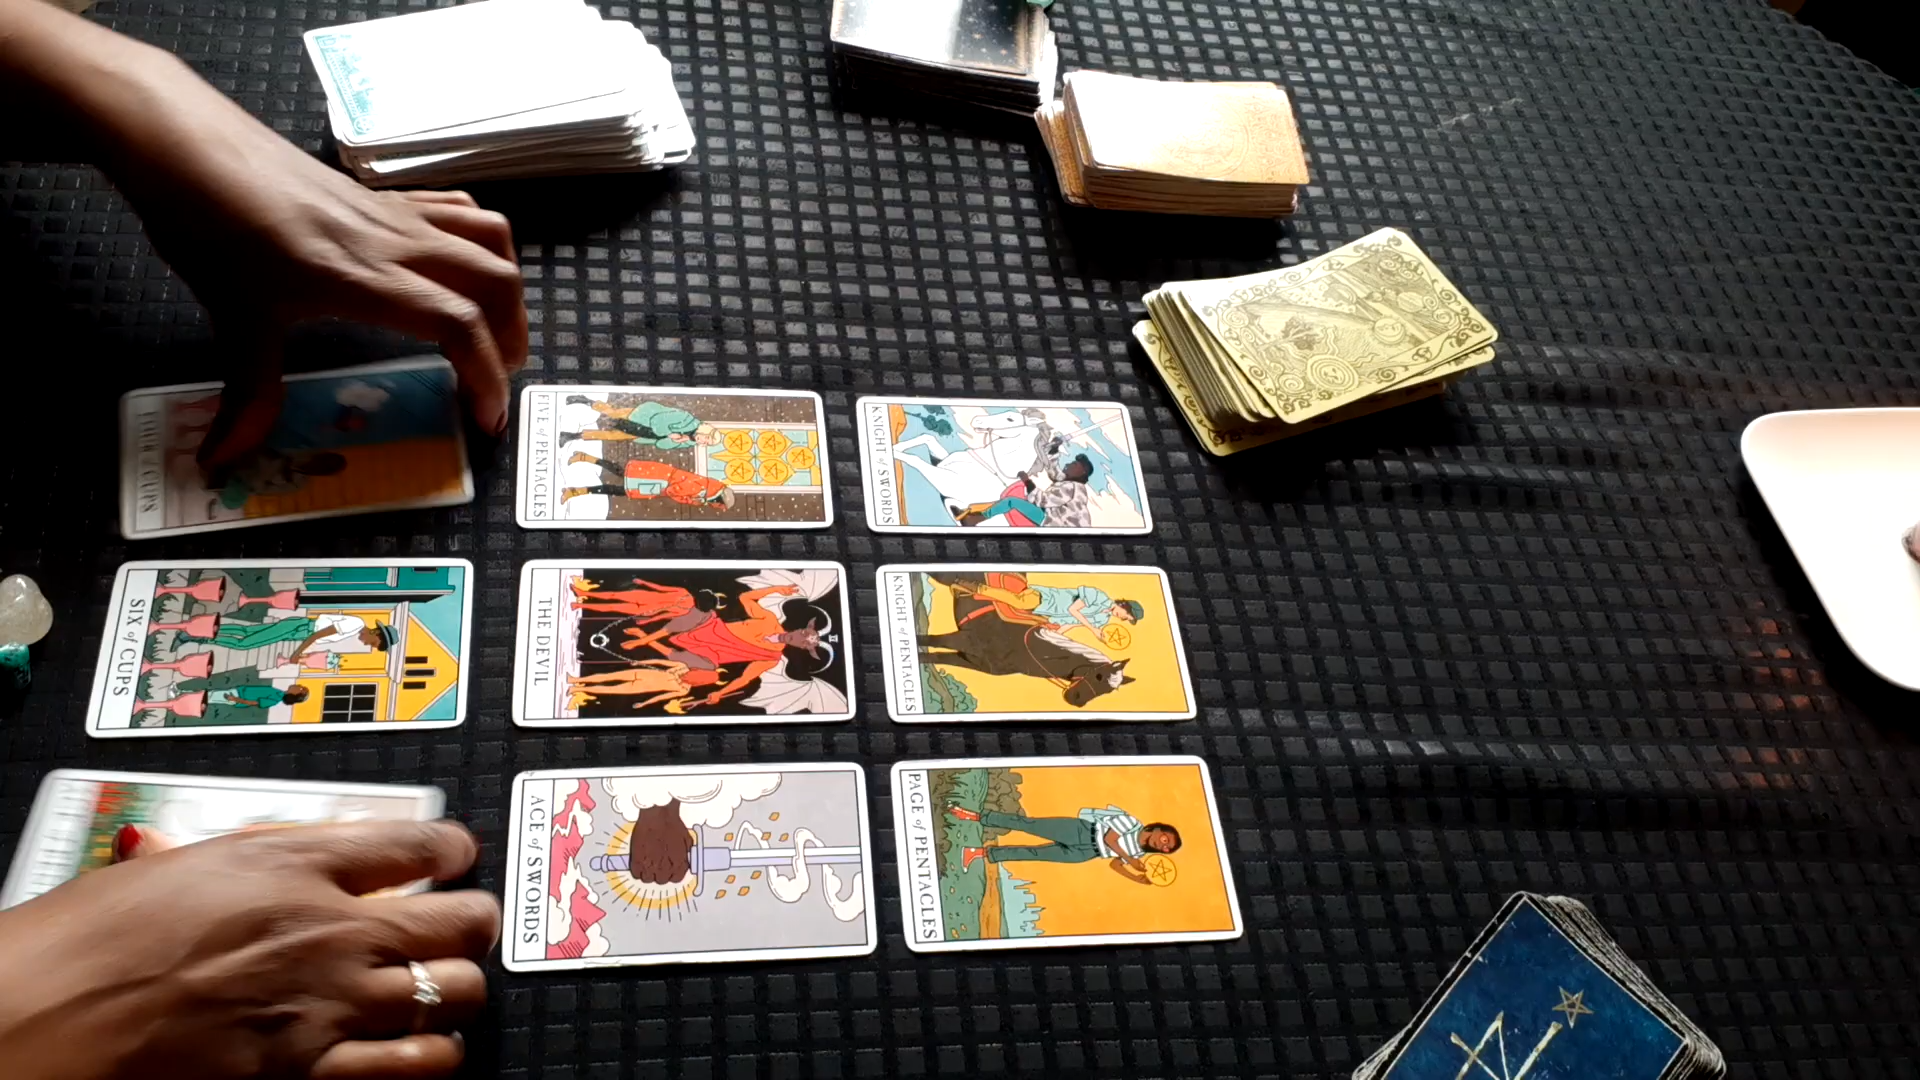 FIVE of PENTACLES
KNIGHT of SWORDS
SIX of CUPS
THE DEVIL
KNIGHT of PENTACLES
ACE of SWORDS
PAGE of PENTACLES